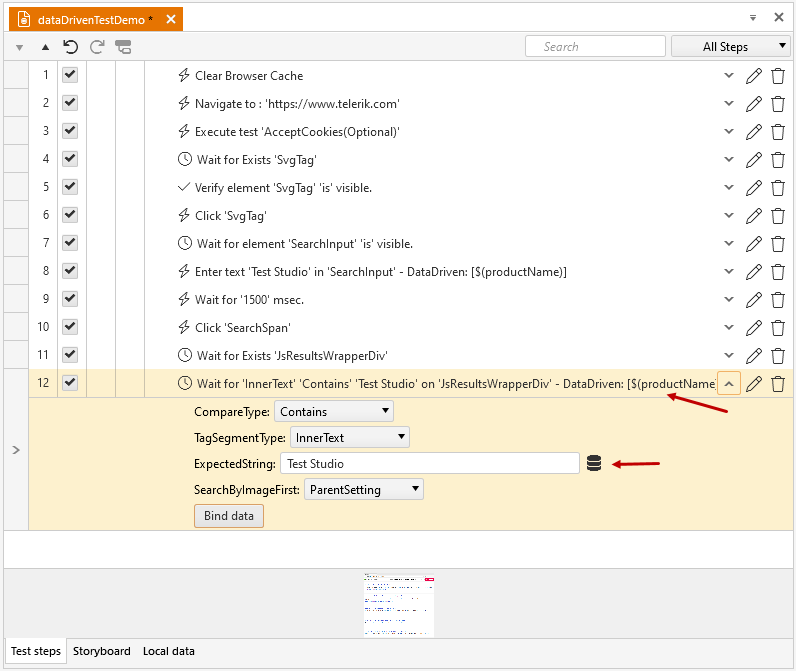 dataDrivenTestDemo *
Search
All Steps
1 Clear Browser Cache
2 Navigate to : 'https://www.telerik.com'
3 Execute test 'AcceptCookies(Optional)'
4 Wait for Exists 'SvgTag'
5 Verify element 'SvgTag' 'is' visible.
6 Click 'SvgTag'
7 Wait for element 'SearchInput' 'is' visible.
8 Enter text 'Test Studio' in 'SearchInput' - DataDriven: [$(productName)]
9 Wait for '1500' msec.
10 Click 'SearchSpan'
11 Wait for Exists 'JsResultsWrapperDiv'
12 Wait for 'InnerText' 'Contains' 'Test Studio' on 'JsResultsWrapperDiv' - DataDriven: [$(productName
CompareType: Contains
TagSegmentType: InnerText
ExpectedString: Test Studio
SearchByImageFirst: ParentSetting
Bind data
Test steps Storyboard Local data